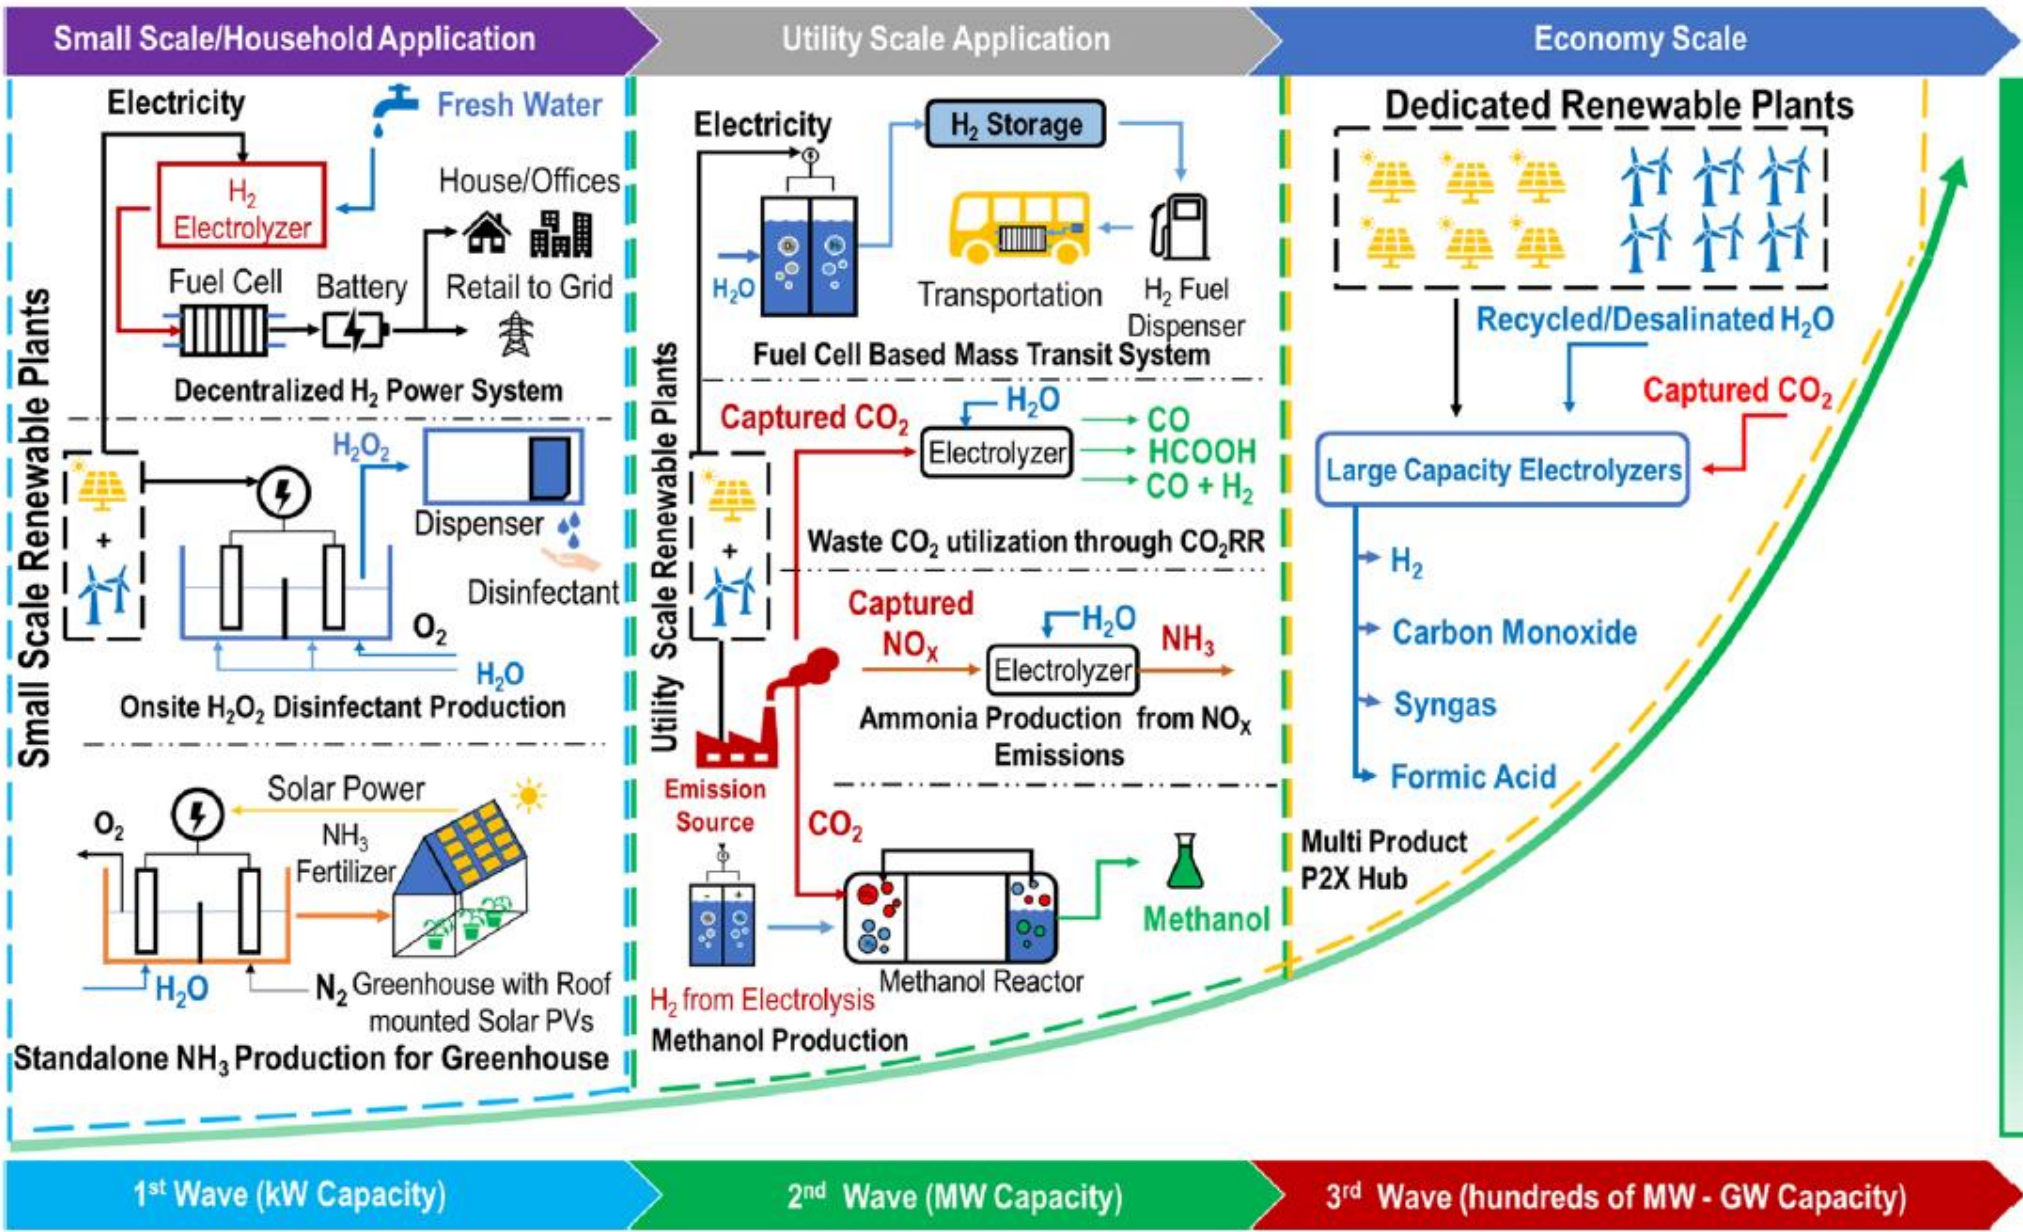 Small Scale/Household Application
Utility Scale Application
Economy Scale
Small Scale Renewable Plants
Electricity
Fresh Water
H₂
Electrolyzer
House/Offices
Fuel Cell
Battery
Retail to Grid
Decentralized H₂ Power System
+
H₂O₂
Dispenser
Disinfectant
O₂
H₂O
Onsite H₂O₂ Disinfectant Production
Solar Power
O₂
NH₃
Fertilizer
H₂O
N₂
Greenhouse with Roof
mounted Solar PVs
Standalone NH₃ Production for Greenhouse
Utility Scale Renewable Plants
Electricity
H₂ Storage
H₂O
Transportation
H₂ Fuel
Dispenser
Fuel Cell Based Mass Transit System
+
Captured CO₂
H₂O
Electrolyzer
CO
HCOOH
CO + H₂
Waste CO₂ utilization through CO₂RR
Captured
NOₓ
H₂O
Electrolyzer
NH₃
Ammonia Production from NOₓ
Emissions
Emission
Source
CO₂
- +
Methanol
Methanol Reactor
H₂ from Electrolysis
Methanol Production
Dedicated Renewable Plants
Recycled/Desalinated H₂O
Captured CO₂
Large Capacity Electrolyzers
H₂
Carbon Monoxide
Syngas
Formic Acid
Multi Product
P2X Hub
1st Wave (kW Capacity)
2nd Wave (MW Capacity)
3rd Wave (hundreds of MW - GW Capacity)